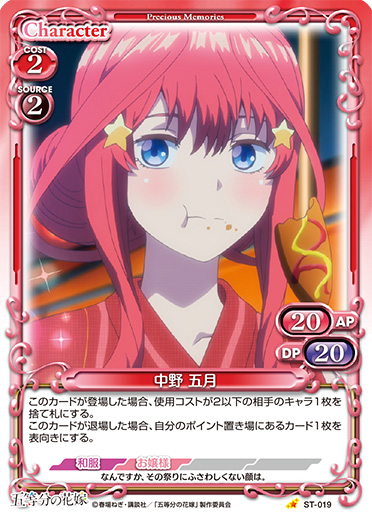 Precious Memories
Character
COST
2
SOURCE
2
20 AP
DP 20
中野 五月
このカードが登場した場合、使用コストが2以下の相手のキャラ1枚を
捨て札にする。
このカードが退場した場合、自分のポイント置き場にあるカード1枚を
表向きにする。
和服 お嬢様
なんですか、その祭りにふさわしくない顔は。
五等分の花嫁 ©春場ねぎ・講談社／「五等分の花嫁」製作委員会 ST-019